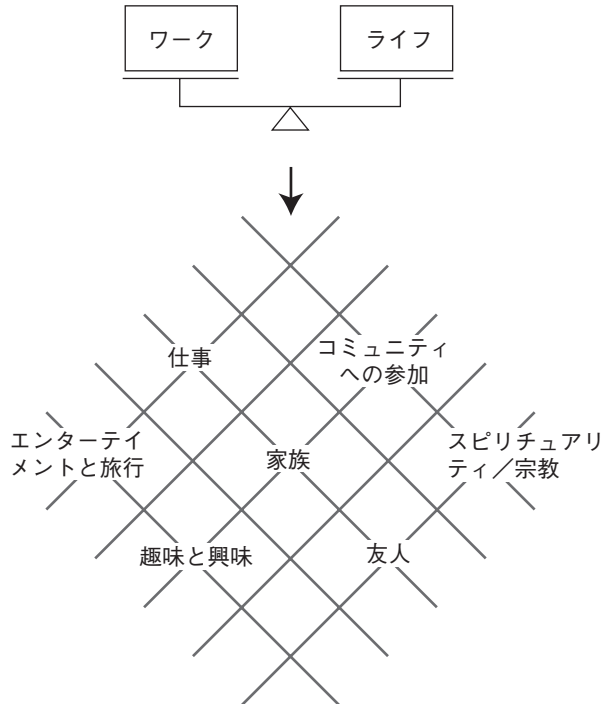 ワーク
ライフ
仕事
コミュニティ
への参加
エンターテイ
メントと旅行
家族
スピリチュアリ
ティ／宗教
趣味と興味
友人